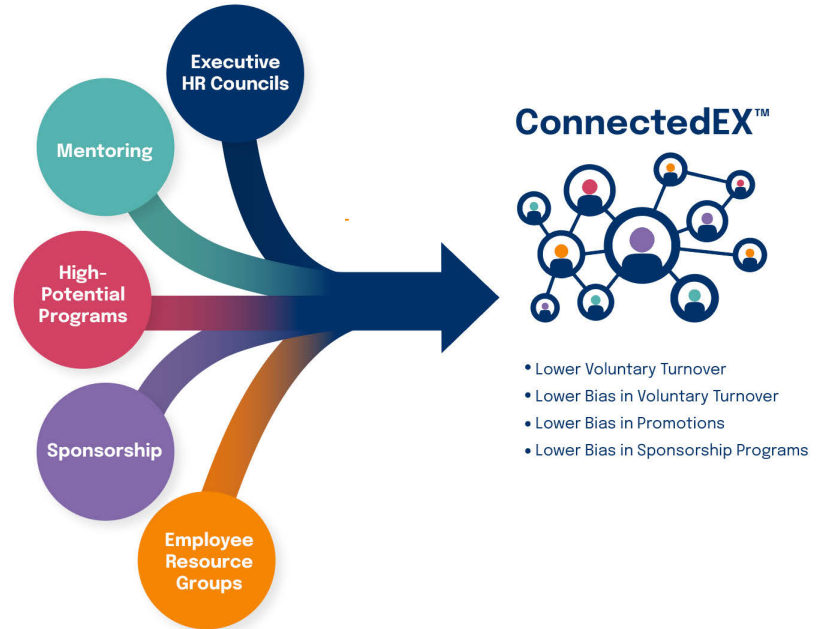 Executive
HR Councils
Mentoring
High-
Potential
Programs
Sponsorship
Employee
Resource
Groups
ConnectedEX™
• Lower Voluntary Turnover
• Lower Bias in Voluntary Turnover
• Lower Bias in Promotions
• Lower Bias in Sponsorship Programs